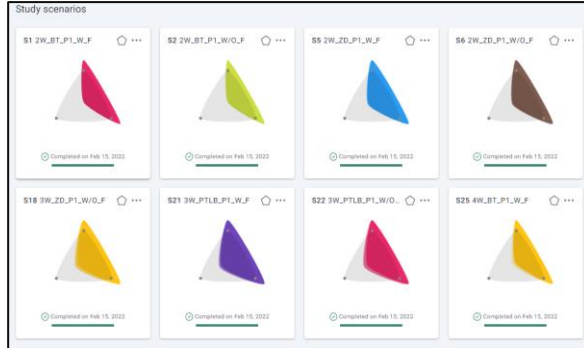 Study scenarios
S1 2W_BT_P1_W_F
S2 2W_BT_P1_W/O_F
S5 2W_ZD_P1_W_F
S6 2W_ZD_P1_W/O_F
Completed on Feb 15, 2022
Completed on Feb 15, 2022
Completed on Feb 15, 2022
Completed on Feb 15, 2022
S18 3W_ZD_P1_W/O_F
S21 3W_PTLB_P1_W_F
S22 3W_PTLB_P1_W/O...
S25 4W_BT_P1_W_F
Completed on Feb 15, 2022
Completed on Feb 15, 2022
Completed on Feb 15, 2022
Completed on Feb 15, 2022